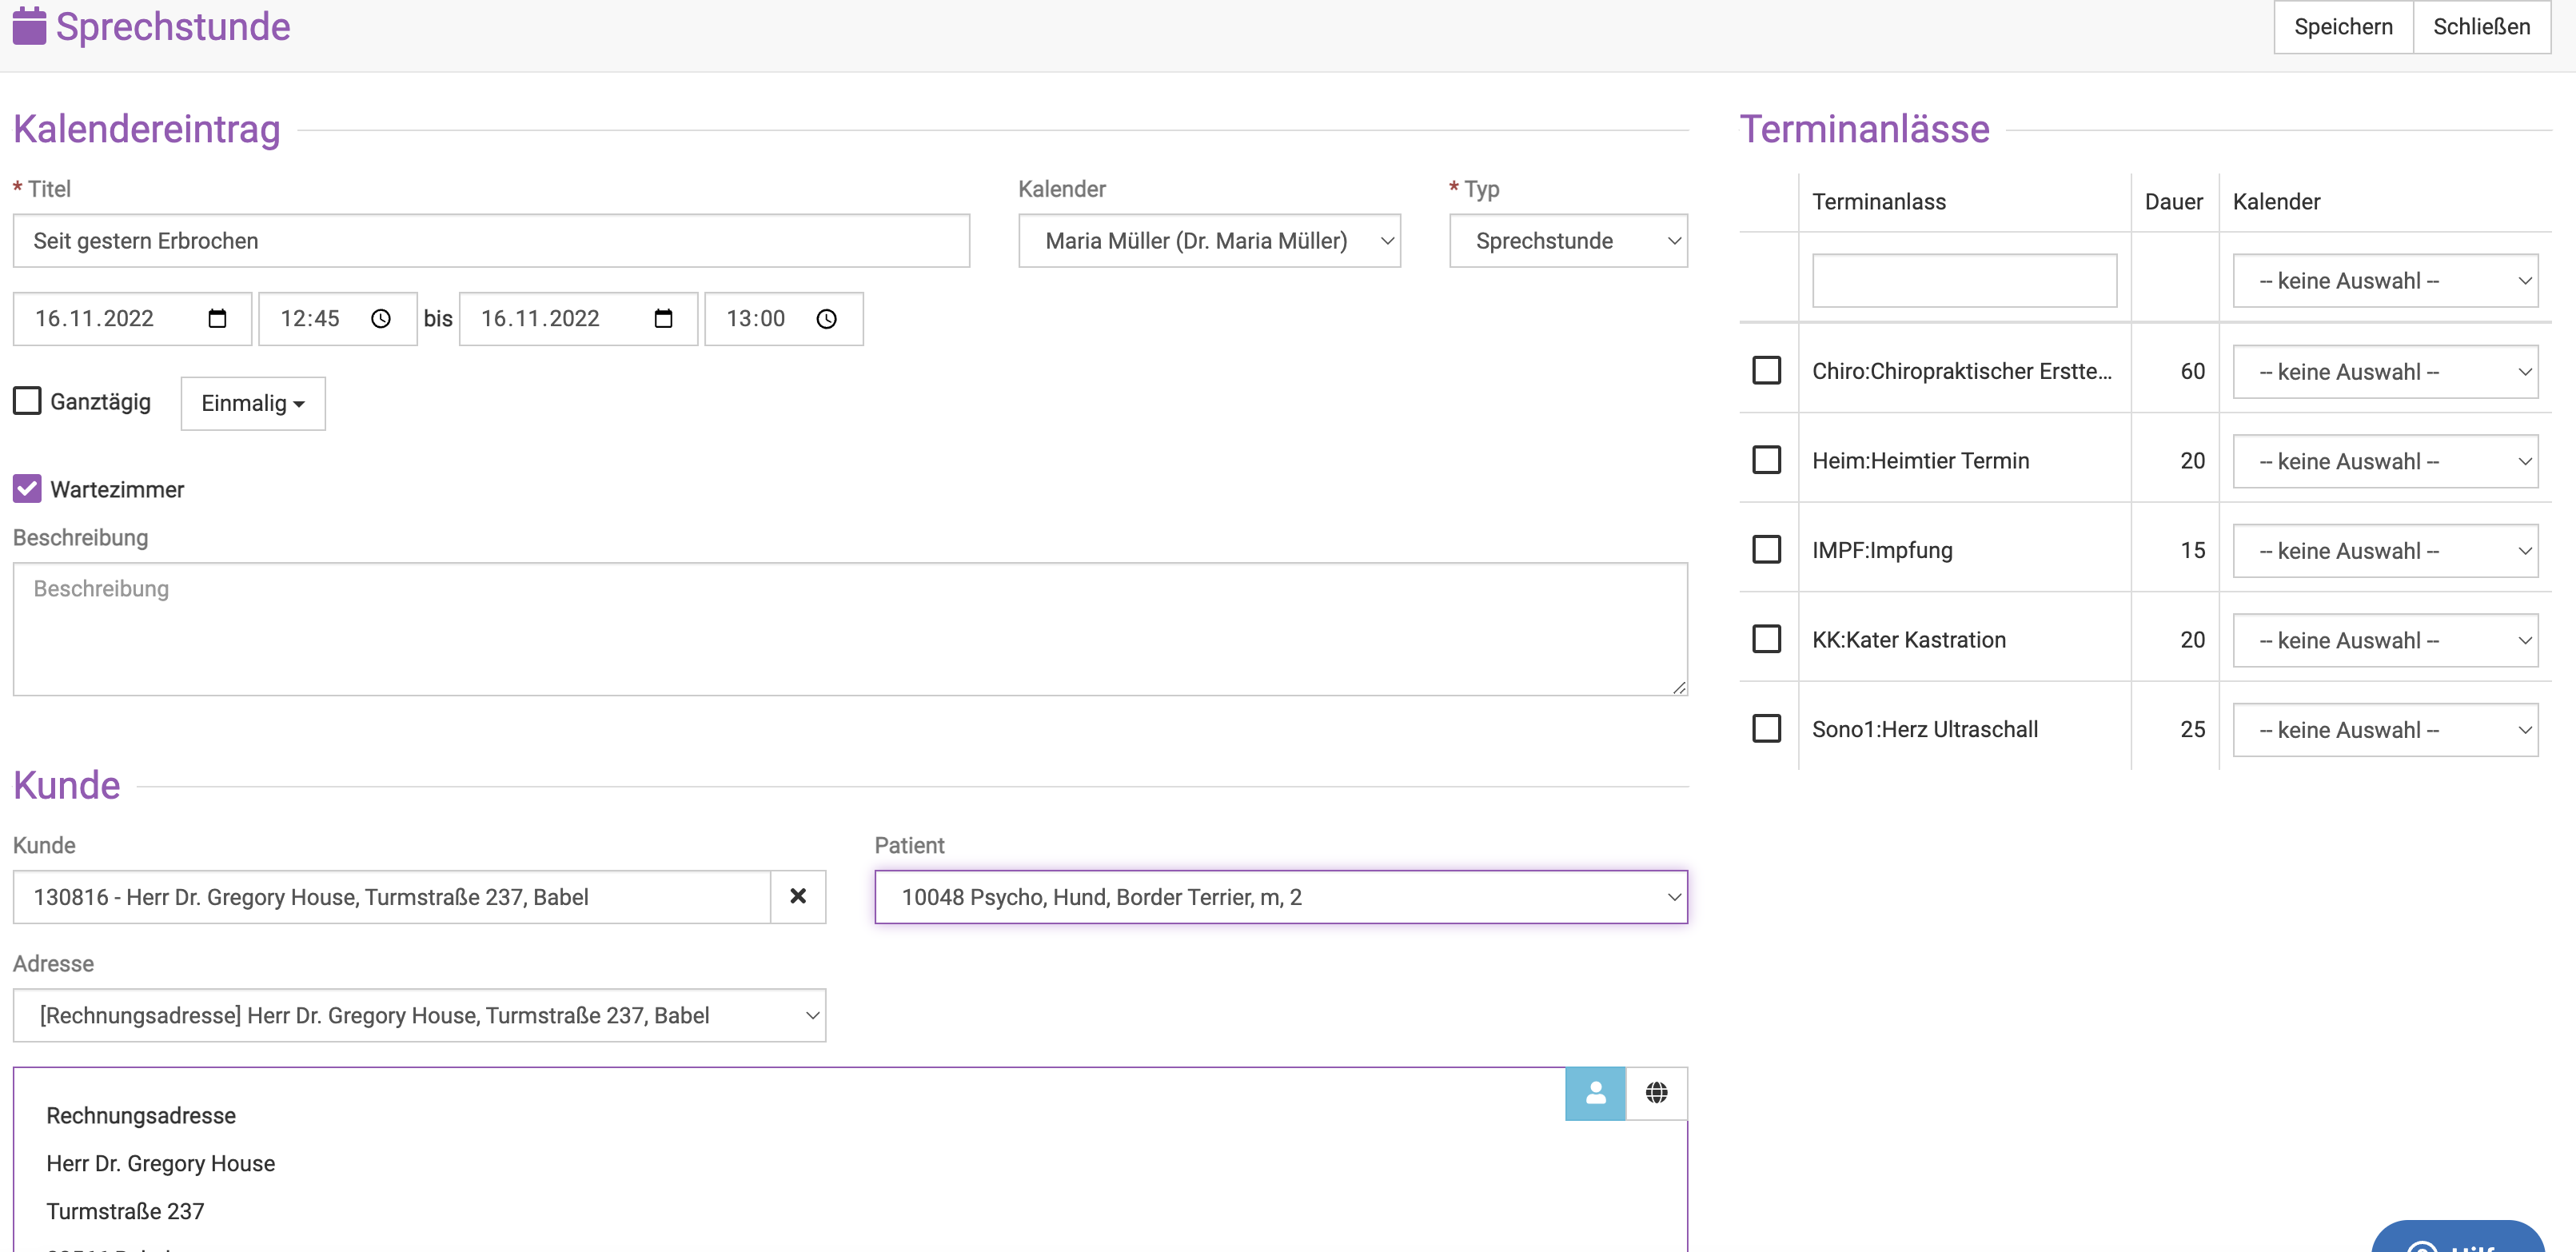 Sprechstunde
Speichern Schließen
Kalendereintrag
* Titel Kalender * Typ
Seit gestern Erbrochen Maria Müller (Dr. Maria Müller) Sprechstunde
16.11.2022 12:45 bis 16.11.2022 13:00
Ganztägig Einmalig
Wartezimmer
Beschreibung
Beschreibung
Kunde
Kunde Patient
130816 - Herr Dr. Gregory House, Turmstraße 237, Babel 10048 Psycho, Hund, Border Terrier, m, 2
Adresse
[Rechnungsadresse] Herr Dr. Gregory House, Turmstraße 237, Babel
Rechnungsadresse
Herr Dr. Gregory House
Turmstraße 237
Terminanlässe
Terminanlass Dauer Kalender
-- keine Auswahl --
Chiro:Chiropraktischer Erstte... 60 -- keine Auswahl --
Heim:Heimtier Termin 20 -- keine Auswahl --
IMPF:Impfung 15 -- keine Auswahl --
KK:Kater Kastration 20 -- keine Auswahl --
Sono1:Herz Ultraschall 25 -- keine Auswahl --